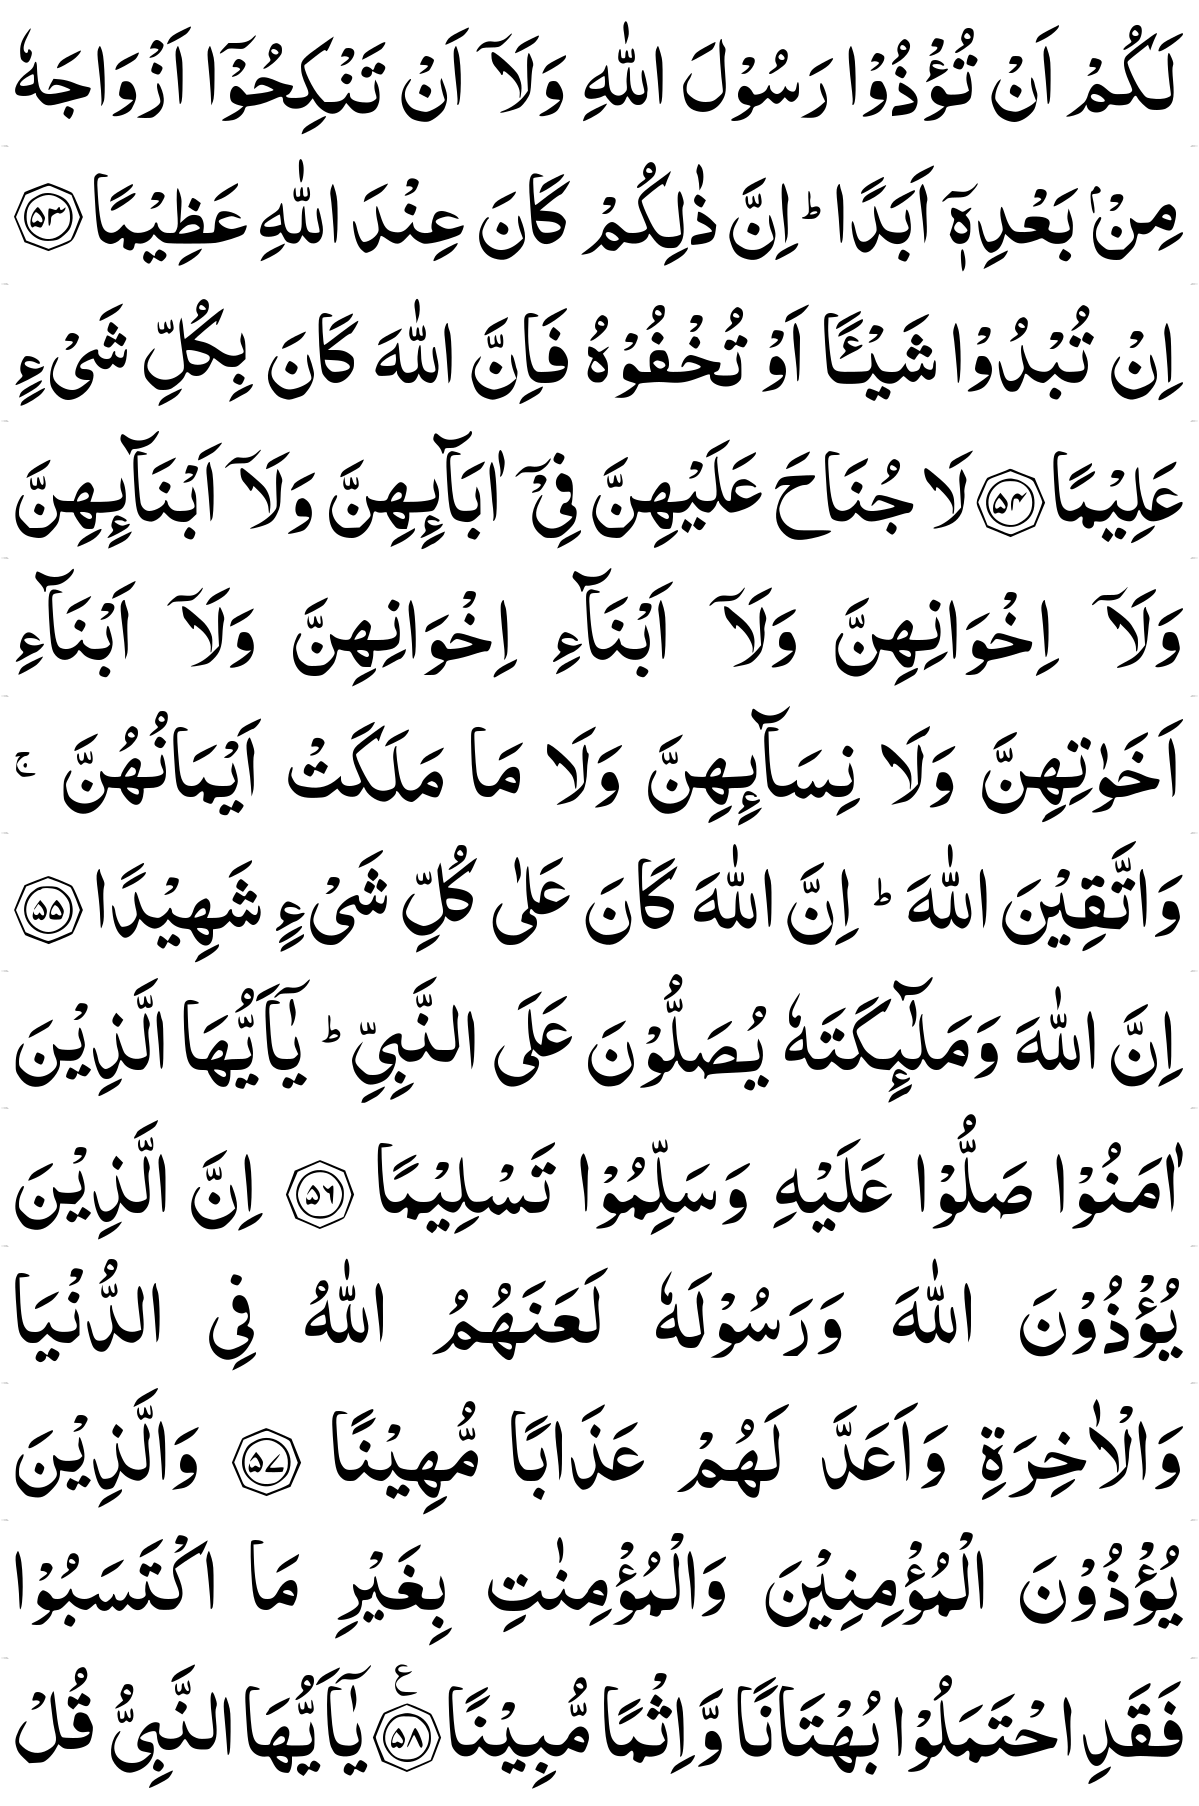 لَكُمْ اَنْ تُؤْذُوْا رَسُوْلَ اللّٰهِ وَلَآ اَنْ تَنْكِحُوْٓا اَزْوَاجَهٗ
مِنْۢ بَعْدِهٖٓ اَبَدًا ؕ اِنَّ ذٰلِكُمْ كَانَ عِنْدَ اللّٰهِ عَظِيْمًا ۝۵۳
اِنْ تُبْدُوْا شَيْـًٔا اَوْ تُخْفُوْهُ فَاِنَّ اللّٰهَ كَانَ بِكُلِّ شَیْءٍ
عَلِيْمًا ۝۵۴ لَا جُنَاحَ عَلَيْهِنَّ فِیْۤ اٰبَآئِهِنَّ وَلَآ اَبْنَآئِهِنَّ
وَلَآ اِخْوَانِهِنَّ وَلَآ اَبْنَآءِ اِخْوَانِهِنَّ وَلَآ اَبْنَآءِ
اَخَوٰتِهِنَّ وَلَا نِسَآئِهِنَّ وَلَا مَا مَلَكَتْ اَيْمَانُهُنَّ ۚ
وَاتَّقِيْنَ اللّٰهَ ؕ اِنَّ اللّٰهَ كَانَ عَلٰی كُلِّ شَیْءٍ شَهِيْدًا ۝۵۵
اِنَّ اللّٰهَ وَمَلٰٓئِكَتَهٗ يُصَلُّوْنَ عَلَی النَّبِیِّ ؕ يٰۤاَيُّهَا الَّذِيْنَ
اٰمَنُوْا صَلُّوْا عَلَيْهِ وَسَلِّمُوْا تَسْلِيْمًا ۝۵۶ اِنَّ الَّذِيْنَ
يُؤْذُوْنَ اللّٰهَ وَرَسُوْلَهٗ لَعَنَهُمُ اللّٰهُ فِی الدُّنْيَا
وَالْاٰخِرَةِ وَاَعَدَّ لَهُمْ عَذَابًا مُّهِيْنًا ۝۵۷ وَالَّذِيْنَ
يُؤْذُوْنَ الْمُؤْمِنِيْنَ وَالْمُؤْمِنٰتِ بِغَيْرِ مَا اكْتَسَبُوْا
فَقَدِ احْتَمَلُوْا بُهْتَانًا وَّاِثْمًا مُّبِيْنًا ۝۵۸ ع يٰۤاَيُّهَا النَّبِیُّ قُلْ